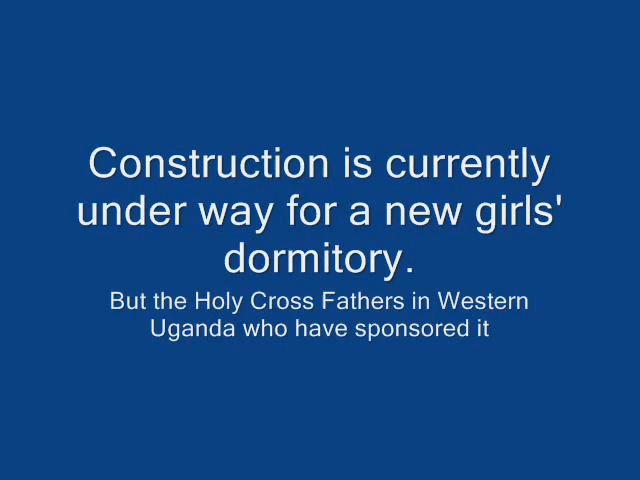 Construction is currently
under way for a new girls'
dormitory.
But the Holy Cross Fathers in Western
Uganda who have sponsored it